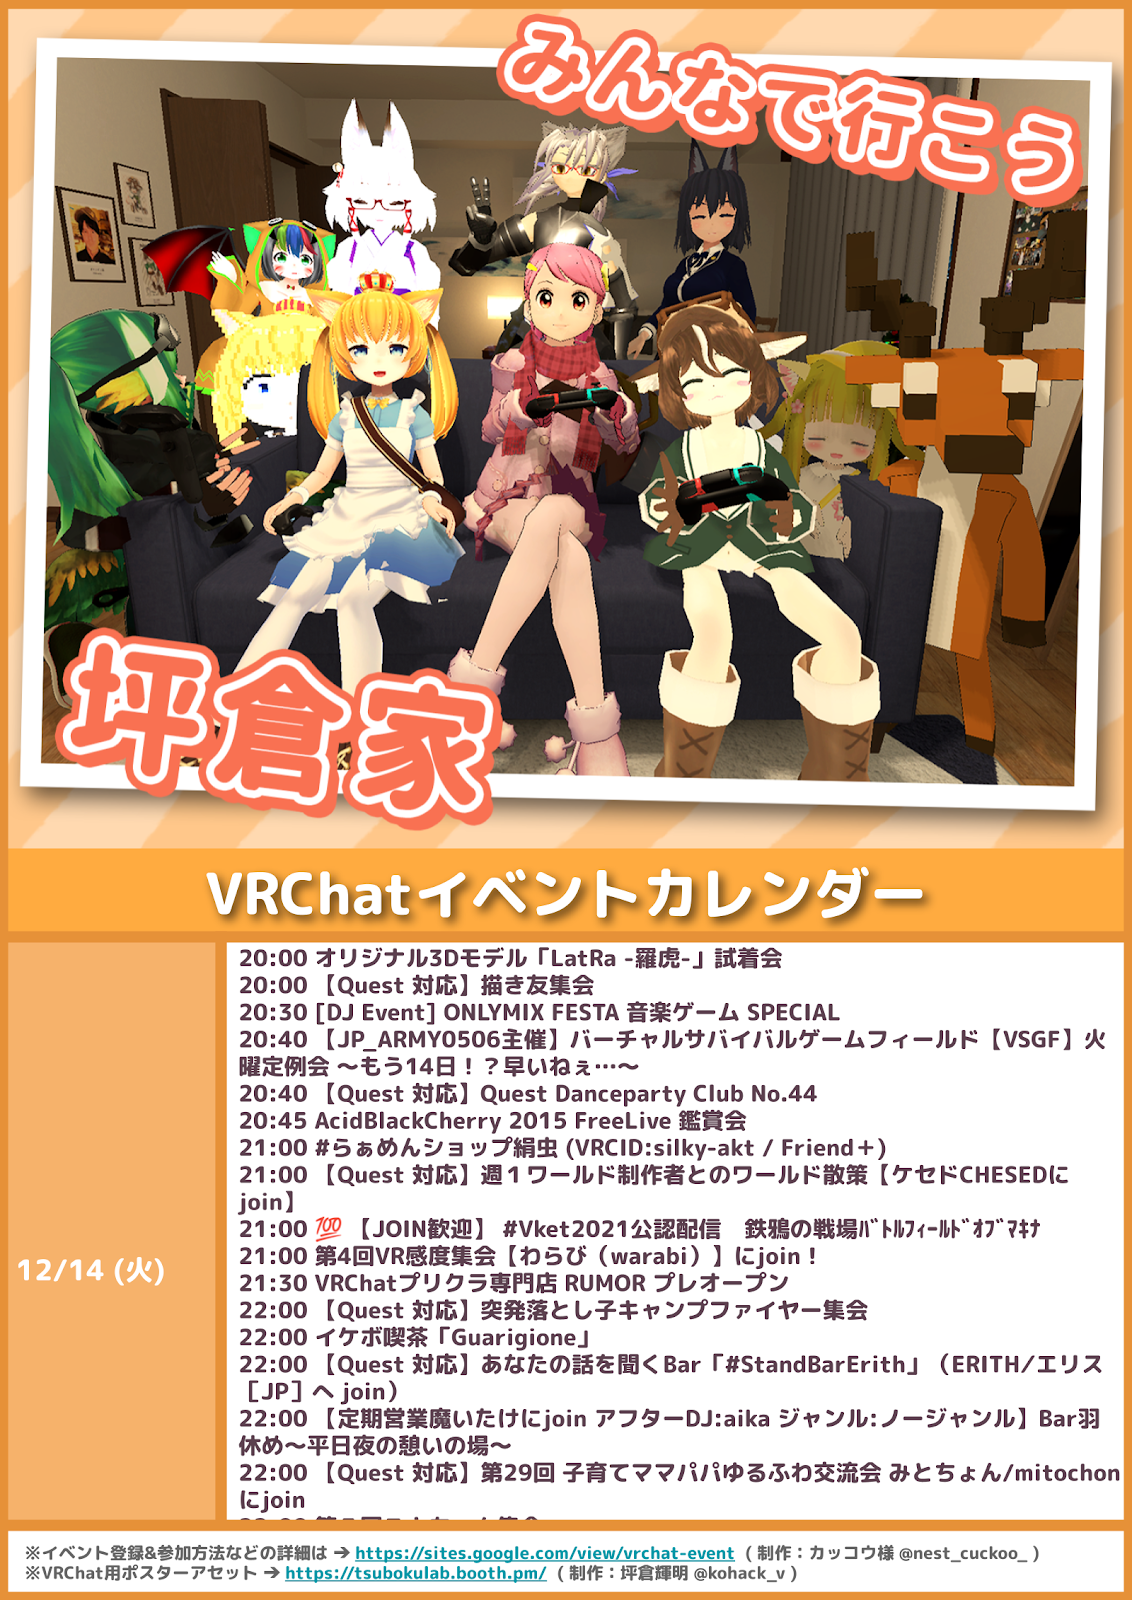 みんなで行こう
坪倉家
VRChatイベントカレンダー
12/14 (火)
20:00 オリジナル3Dモデル「LatRa -羅虎-」試着会
20:00 【Quest 対応】描き友集会
20:30 [DJ Event] ONLYMIX FESTA 音楽ゲーム SPECIAL
20:40 【JP_ARMY0506主催】バーチャルサバイバルゲームフィールド【VSGF】火
曜定例会 〜もう14日！？早いねぇ…〜
20:40 【Quest 対応】Quest Danceparty Club No.44
20:45 AcidBlackCherry 2015 FreeLive 鑑賞会
21:00 #らぁめんショップ絹虫 (VRCID:silky-akt / Friend＋)
21:00 【Quest 対応】週１ワールド制作者とのワールド散策【ケセドCHESEDに
join】
21:00 💯 【JOIN歓迎】 #Vket2021公認配信　鉄鴉の戦場ﾊﾞﾄﾙﾌｨｰﾙﾄﾞｵﾌﾞﾏｷﾅ
21:00 第4回VR感度集会【わらび（warabi）】にjoin！
21:30 VRChatプリクラ専門店 RUMOR プレオープン
22:00 【Quest 対応】突発落とし子キャンプファイヤー集会
22:00 イケボ喫茶「Guarigione」
22:00 【Quest 対応】あなたの話を聞くBar「#StandBarErith」（ERITH/エリス
［JP］へ join）
22:00 【定期営業魔いたけにjoin アフターDJ:aika ジャンル:ノージャンル】Bar羽
休め〜平日夜の憩いの場〜
22:00 【Quest 対応】第29回 子育てママパパゆるふわ交流会 みとちょん/mitochon
にjoin
※イベント登録&参加方法などの詳細は ➔ https://sites.google.com/view/vrchat-event （ 制作：カッコウ様 @nest_cuckoo_ ）
※VRChat用ポスターアセット ➔ https://tsubokulab.booth.pm/ （ 制作：坪倉輝明 @kohack_v ）